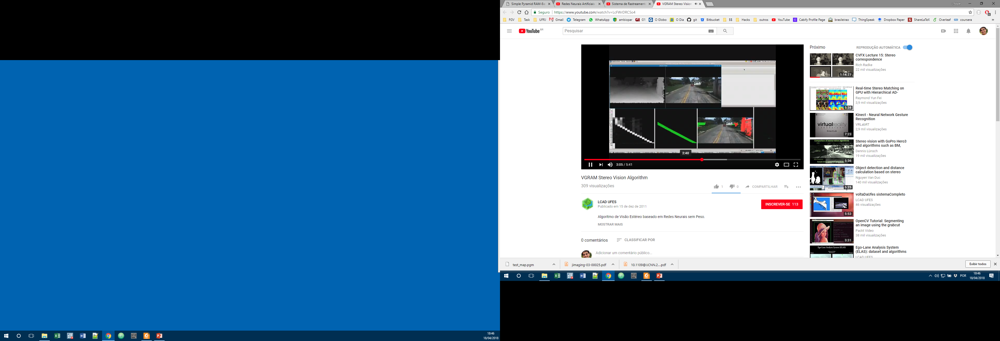 Simple Pyramid RAM-Ba
Redes Neurais Artificiais
Sistema de Rastreamento
VGRAM Stereo Vision
Filipe
Seguro
https://www.youtube.com/watch?v=LcFWrDRCSo4
FGV
Task
UFRJ
Gmail
Telegram
WhatsApp
ambiopar
G1
O Globo
O Dia
git
Bitbucket
$$
Hacks
outros
YouTube
Cabify Profile Page
brasileirao
ThingSpeak
Dropbox Paper
ShareLaTeX
Overleaf
coursera
»
YouTube BR
Pesquisar
2:40
3:05 / 5:41
VGRAM Stereo Vision Algorithm
309 visualizações
1
0
COMPARTILHAR
LCAD UFES
Publicado em 15 de dez de 2011
INSCREVER-SE 113
Algoritmo de Visão Estéreo baseado em Redes Neurais sem Peso.
MOSTRAR MAIS
0 comentários
CLASSIFICAR POR
Adicionar um comentário público...
Próximo
REPRODUÇÃO AUTOMÁTICA
1:14:27
CVFX Lecture 15: Stereo
correspondence
Rich Radke
22 mil visualizações
5:38
Real-time Stereo Matching on
GPU with Hierarchical AD-
Raymond Yun Fei
3,9 mil visualizações
virtualreality
LABORATORY
KinectLab
7:23
Kinect - Neural Network Gesture
Recognition
VRLabRT
2,9 mil visualizações
Comparison of stereo-vision algorithms
5:36
Stereo vision with GoPro Hero3
and algorithms such as BM,
Dennis Lünsch
19 mil visualizações
5:25
Object detection and distance
calculation based on stereo
Nguyen Van Duc
140 mil visualizações
5:53
voltaDaUfes sistemaCompleto
LCAD UFES
46 visualizações
3:31
OpenCV Tutorial: Segmenting
an image using the grabcut
Packt Video
38 mil visualizações
Ego-Lane Analysis System (ELAS)
Ego-Lane Analysis System
(ELAS): dataset and algorithms
LCAD UFES
test_map.pgm
jimaging-03-00025.pdf
10.1109@IJCNN.2....pdf
Exibir todos
POR
18:46
18/04/2018
18:46
18/04/2018